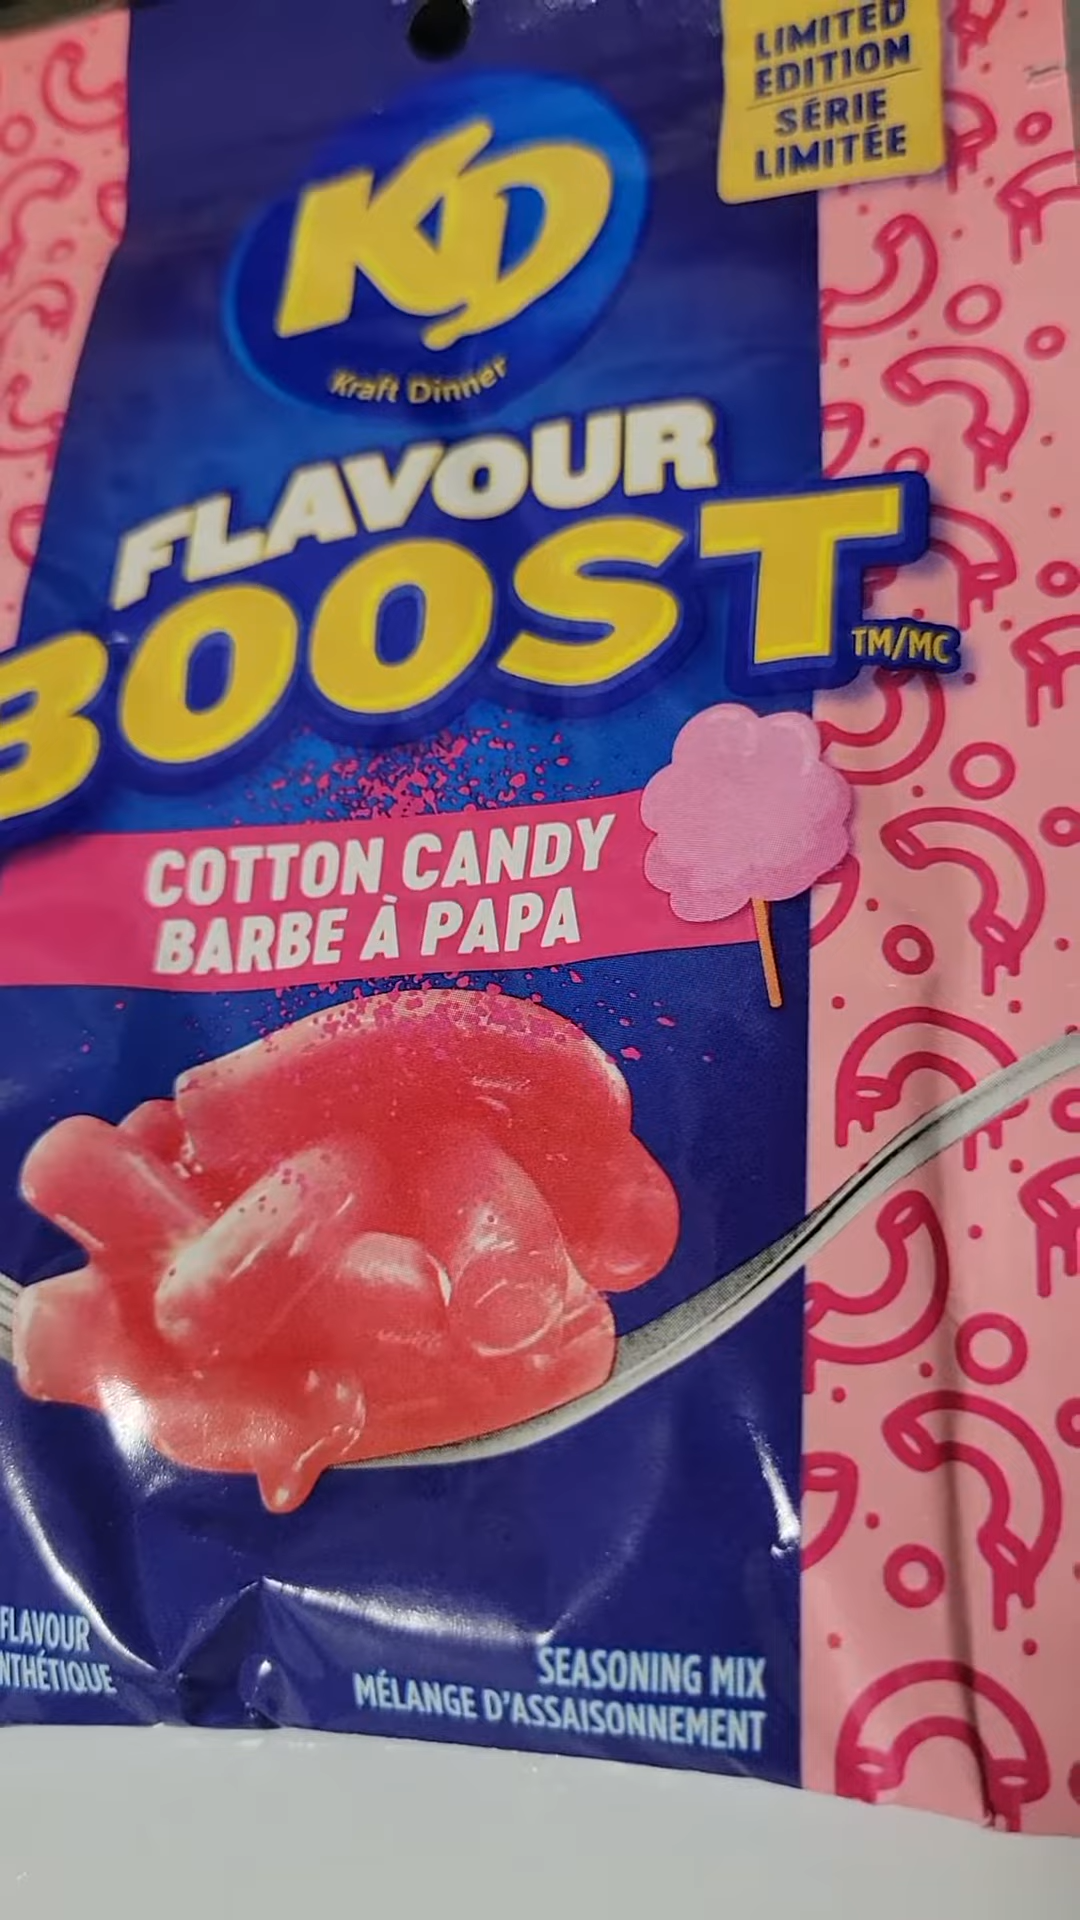 LIMITED
EDITION
SÉRIE
LIMITÉE
KD
Kraft Dinner
FLAVOUR
BOOST
TM/MC
COTTON CANDY
BARBE À PAPA
FLAVOUR
NTHÉTIQUE
SEASONING MIX
MÉLANGE D'ASSAISONNEMENT